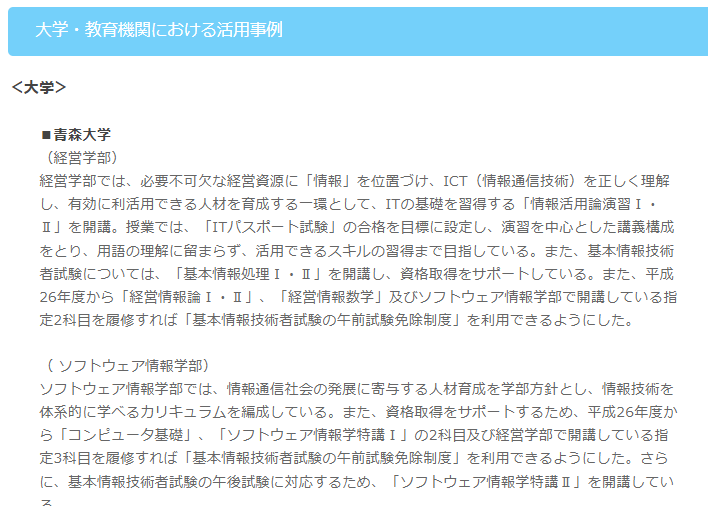 大学・教育機関における活用事例
＜大学＞
■青森大学
（経営学部）
経営学部では、必要不可欠な経営資源に「情報」を位置づけ、ICT（情報通信技術）を正しく理解
し、有効に利活用できる人材を育成する一環として、ITの基礎を習得する「情報活用論演習Ⅰ・
Ⅱ」を開講。授業では、「ITパスポート試験」の合格を目標に設定し、演習を中心とした講義構成
をとり、用語の理解に留まらず、活用できるスキルの習得まで目指している。また、基本情報技術
者試験については、「基本情報処理Ⅰ・Ⅱ」を開講し、資格取得をサポートしている。また、平成
26年度から「経営情報論Ⅰ・Ⅱ」、「経営情報数学」及びソフトウェア情報学部で開講している指
定2科目を履修すれば「基本情報技術者試験の午前試験免除制度」を利用できるようにした。
（ ソフトウェア情報学部）
ソフトウェア情報学部では、情報通信社会の発展に寄与する人材育成を学部方針とし、情報技術を
体系的に学べるカリキュラムを編成している。また、資格取得をサポートするため、平成26年度か
ら「コンピュータ基礎」、「ソフトウェア情報学特講Ⅰ」の2科目及び経営学部で開講している指
定3科目を履修すれば「基本情報技術者試験の午前試験免除制度」を利用できるようにした。さら
に、基本情報技術者試験の午後試験に対応するため、「ソフトウェア情報学特講Ⅱ」を開講してい
る